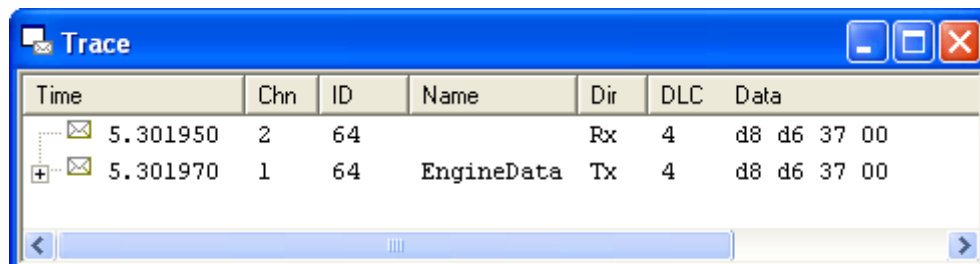 Trace
Time Chn ID Name Dir DLC Data
5.301950 2 64 Rx 4 d8 d6 37 00
5.301970 1 64 EngineData Tx 4 d8 d6 37 00